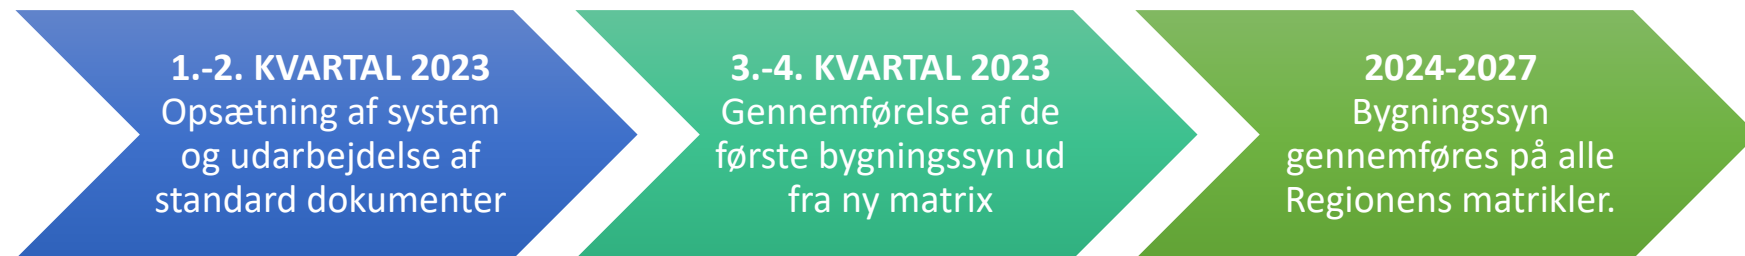 1.-2. KVARTAL 2023
Opsætning af system
og udarbejdelse af
standard dokumenter
3.-4. KVARTAL 2023
Gennemførelse af de
første bygningssyn ud
fra ny matrix
2024-2027
Bygningssyn
gennemføres på alle
Regionens matrikler.